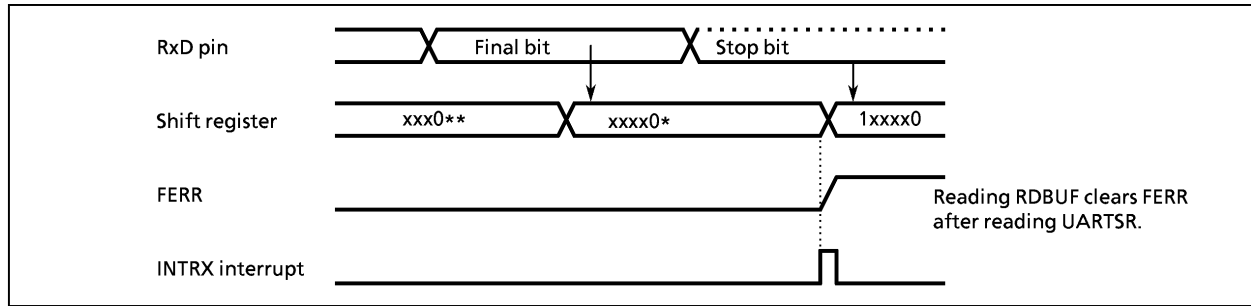 RxD pin
Final bit
Stop bit
Shift register
xxx0**
xxxx0*
1xxxx0
FERR
Reading RDBUF clears FERR
after reading UARTSR.
INTRX interrupt